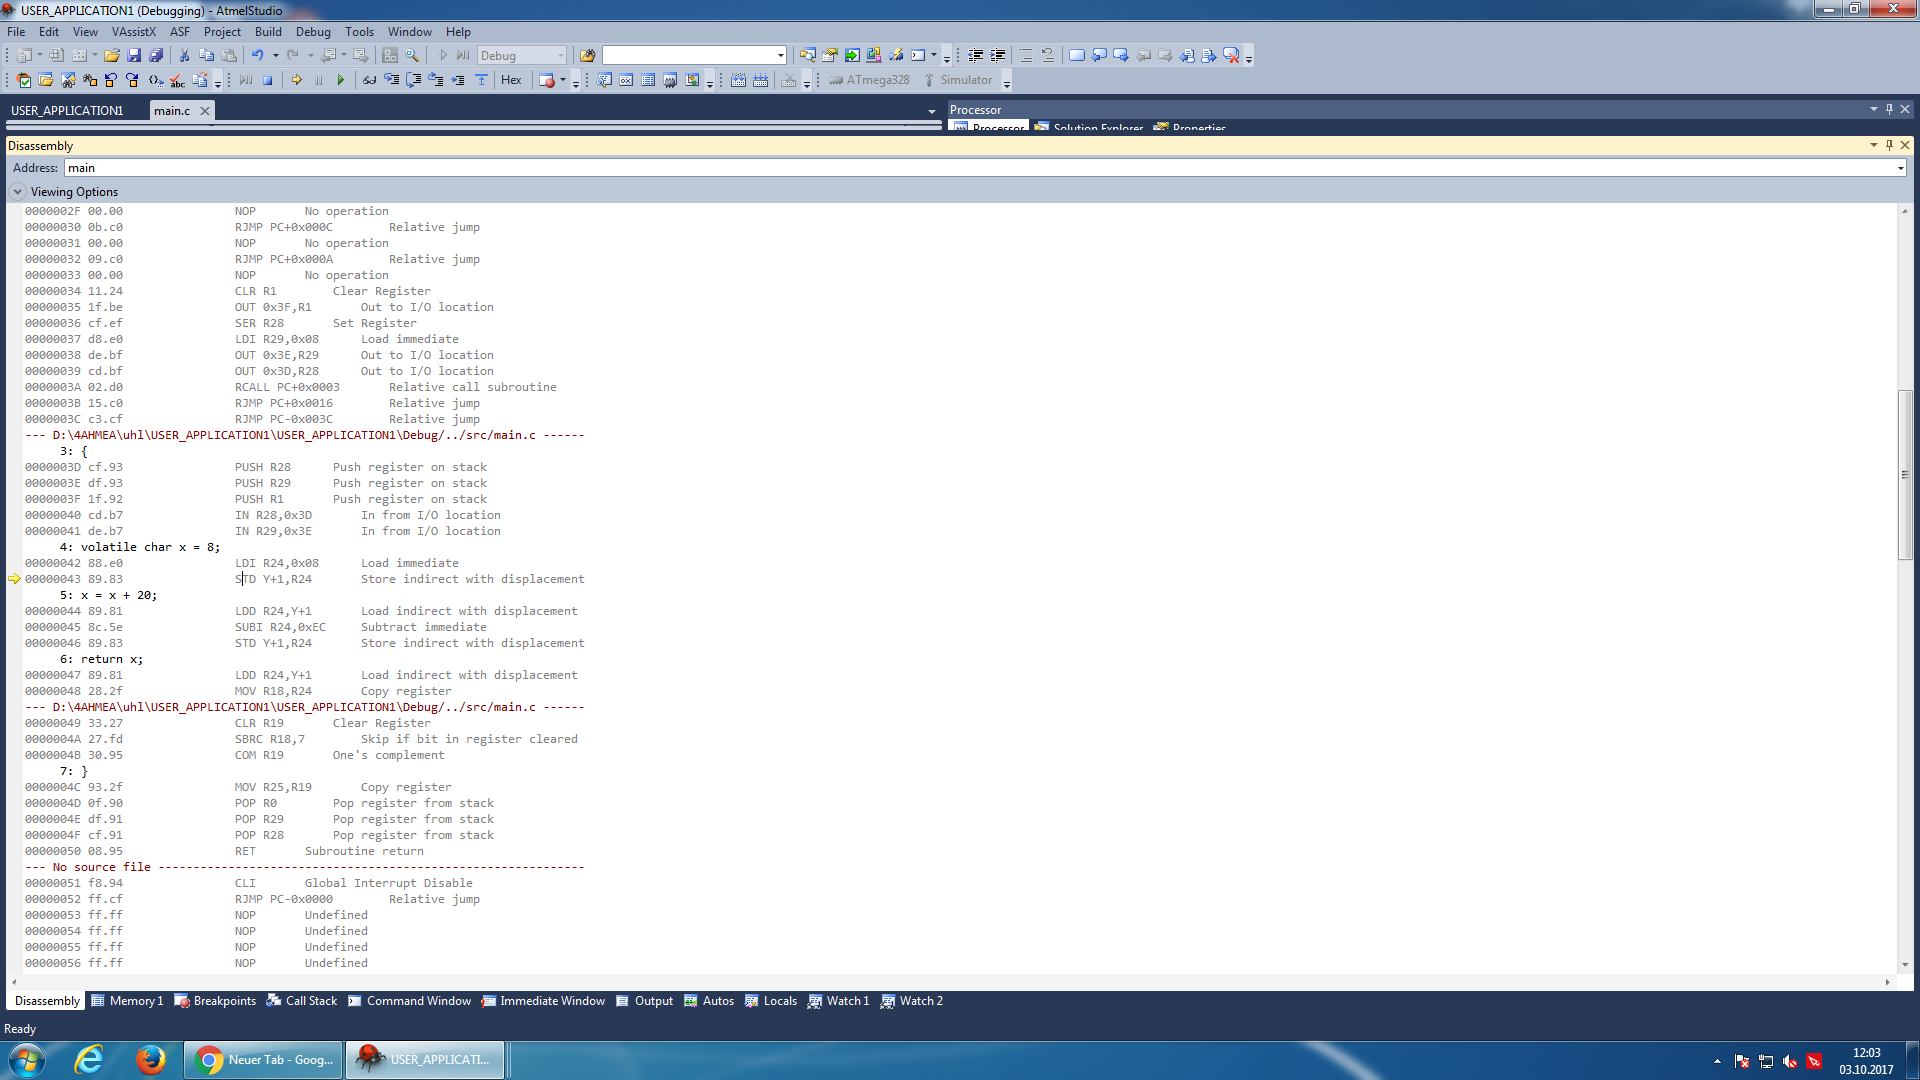 USER_APPLICATION1 (Debugging) - AtmelStudio
File Edit View VAssistX ASF Project Build Debug Tools Window Help
Debug
Hex ATmega328 Simulator
USER_APPLICATION1 main.c Processor
Processor Solution Explorer Properties
Disassembly
Address: main
Viewing Options
0000002F 00.00 NOP No operation
00000030 0b.c0 RJMP PC+0x000C Relative jump
00000031 00.00 NOP No operation
00000032 09.c0 RJMP PC+0x000A Relative jump
00000033 00.00 NOP No operation
00000034 11.24 CLR R1 Clear Register
00000035 1f.be OUT 0x3F,R1 Out to I/O location
00000036 cf.ef SER R28 Set Register
00000037 d8.e0 LDI R29,0x08 Load immediate
00000038 de.bf OUT 0x3E,R29 Out to I/O location
00000039 cd.bf OUT 0x3D,R28 Out to I/O location
0000003A 02.d0 RCALL PC+0x0003 Relative call subroutine
0000003B 15.c0 RJMP PC+0x0016 Relative jump
0000003C c3.cf RJMP PC-0x003C Relative jump
--- D:\4AHMEA\uhl\USER_APPLICATION1\USER_APPLICATION1\Debug/../src/main.c ------
3: {
0000003D cf.93 PUSH R28 Push register on stack
0000003E df.93 PUSH R29 Push register on stack
0000003F 1f.92 PUSH R1 Push register on stack
00000040 cd.b7 IN R28,0x3D In from I/O location
00000041 de.b7 IN R29,0x3E In from I/O location
4: volatile char x = 8;
00000042 88.e0 LDI R24,0x08 Load immediate
00000043 89.83 STD Y+1,R24 Store indirect with displacement
5: x = x + 20;
00000044 89.81 LDD R24,Y+1 Load indirect with displacement
00000045 8c.5e SUBI R24,0xEC Subtract immediate
00000046 89.83 STD Y+1,R24 Store indirect with displacement
6: return x;
00000047 89.81 LDD R24,Y+1 Load indirect with displacement
00000048 28.2f MOV R18,R24 Copy register
--- D:\4AHMEA\uhl\USER_APPLICATION1\USER_APPLICATION1\Debug/../src/main.c ------
00000049 33.27 CLR R19 Clear Register
0000004A 27.fd SBRC R18,7 Skip if bit in register cleared
0000004B 30.95 COM R19 One's complement
7: }
0000004C 93.2f MOV R25,R19 Copy register
0000004D 0f.90 POP R0 Pop register from stack
0000004E df.91 POP R29 Pop register from stack
0000004F cf.91 POP R28 Pop register from stack
00000050 08.95 RET Subroutine return
--- No source file -------------------------------------------------------------
00000051 f8.94 CLI Global Interrupt Disable
00000052 ff.cf RJMP PC-0x0000 Relative jump
00000053 ff.ff NOP Undefined
00000054 ff.ff NOP Undefined
00000055 ff.ff NOP Undefined
00000056 ff.ff NOP Undefined
Disassembly Memory 1 Breakpoints Call Stack Command Window Immediate Window Output Autos Locals Watch 1 Watch 2
Ready
Neuer Tab - Goog... USER_APPLICATI...
12:03
03.10.2017